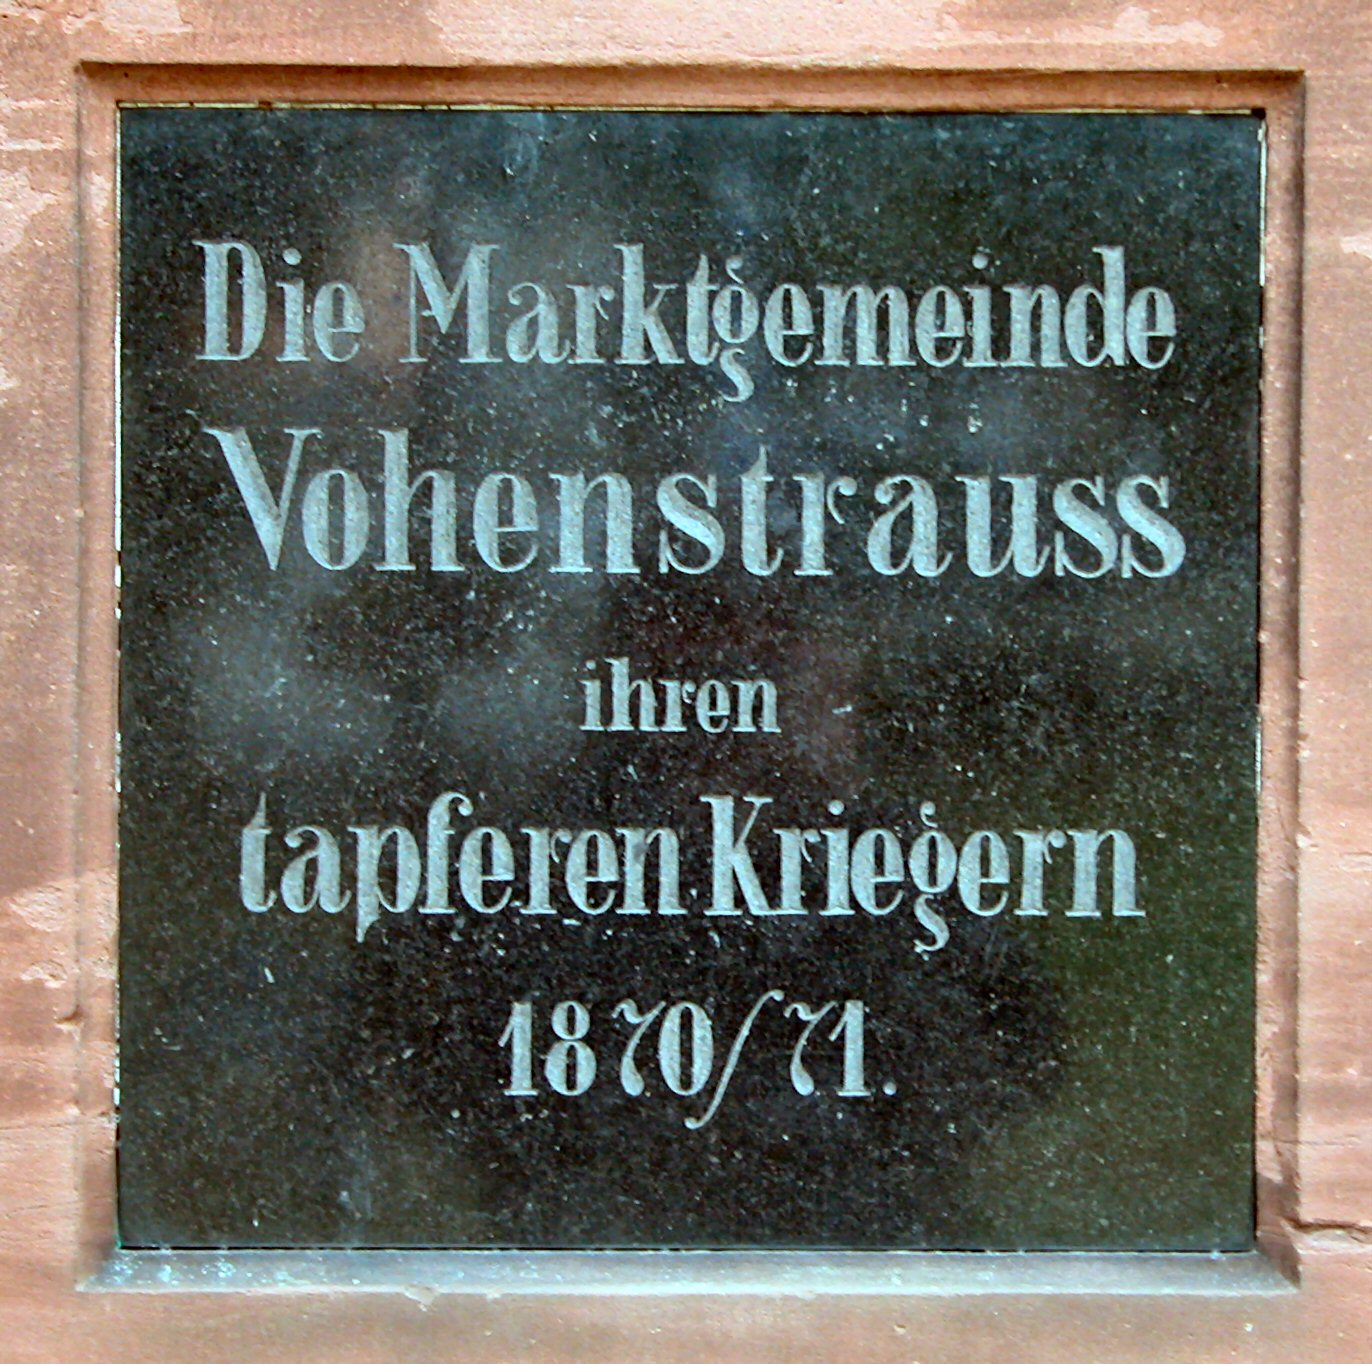 Die Marktgemeinde
Vohenstrauss
ihren
tapferen Kriegern
1870/71.